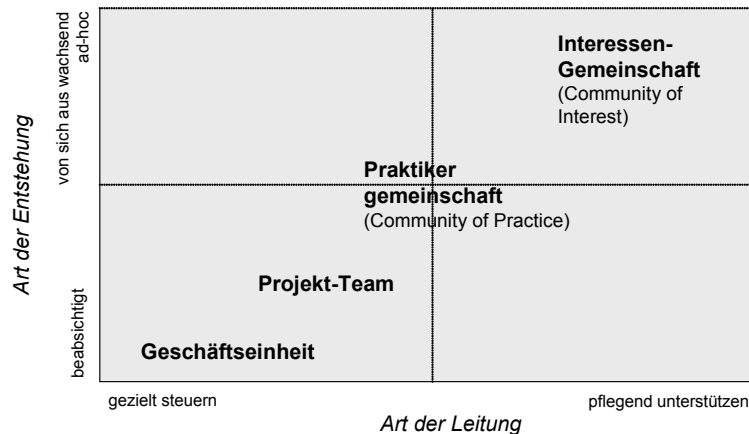 Art der Entstehung
von sich aus wachsend
ad-hoc
beabsichtigt
Interessen-
Gemeinschaft
(Community of
Interest)
Praktiker
gemeinschaft
(Community of Practice)
Projekt-Team
Geschäftseinheit
gezielt steuern
pflegend unterstützen
Art der Leitung